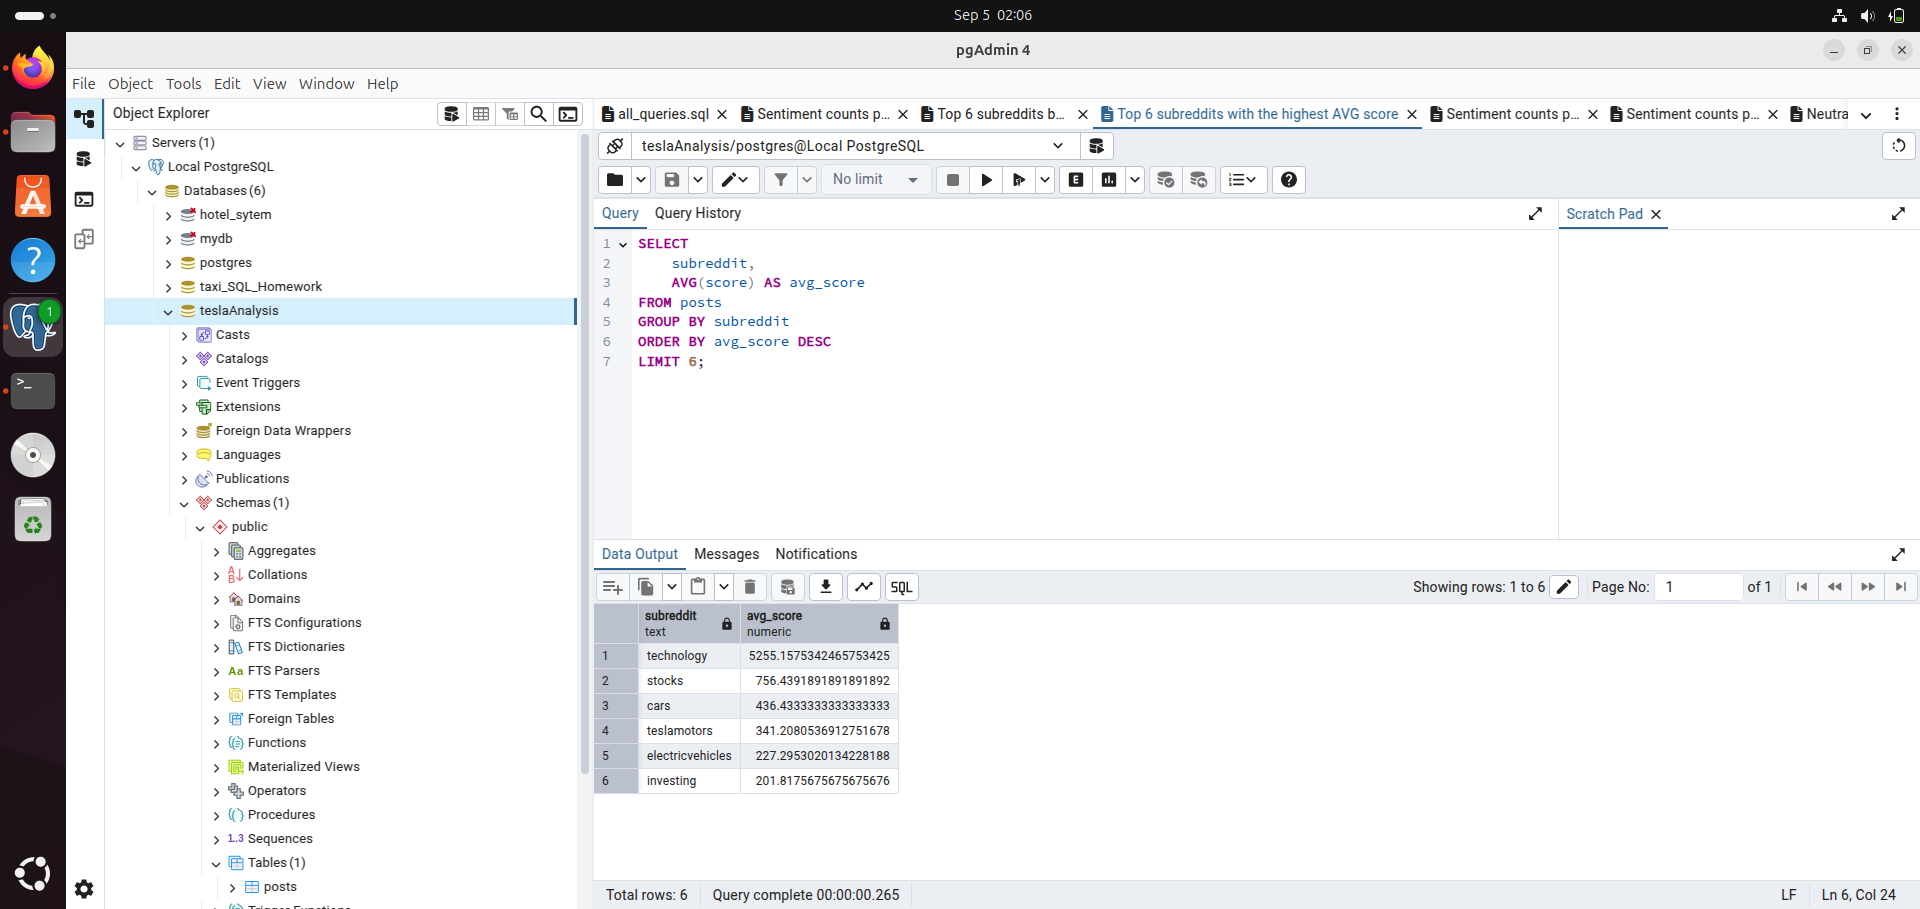 Sep 5 02:06
pgAdmin 4
File Object Tools Edit View Window Help
Object Explorer
all_queries.sql
Sentiment counts p...
Top 6 subreddits b...
Top 6 subreddits with the highest AVG score
Sentiment counts p...
Sentiment counts p...
Neutra
Servers (1)
Local PostgreSQL
Databases (6)
hotel_sytem
mydb
postgres
taxi_SQL_Homework
teslaAnalysis
Casts
Catalogs
Event Triggers
Extensions
Foreign Data Wrappers
Languages
Publications
Schemas (1)
public
Aggregates
Collations
Domains
FTS Configurations
FTS Dictionaries
Aa FTS Parsers
FTS Templates
Foreign Tables
Functions
Materialized Views
Operators
Procedures
1..3 Sequences
Tables (1)
posts
1
teslaAnalysis/postgres@Local PostgreSQL
No limit
E
Query Query History
Scratch Pad
1 SELECT
2 subreddit,
3 AVG(score) AS avg_score
4 FROM posts
5 GROUP BY subreddit
6 ORDER BY avg_score DESC
7 LIMIT 6;
Data Output Messages Notifications
SQL
Showing rows: 1 to 6
Page No: 1 of 1
subreddit avg_score
text numeric
1 technology 5255.1575342465753425
2 stocks 756.4391891891891892
3 cars 436.4333333333333333
4 teslamotors 341.2080536912751678
5 electricvehicles 227.2953020134228188
6 investing 201.8175675675675676
Total rows: 6 Query complete 00:00:00.265
LF Ln 6, Col 24